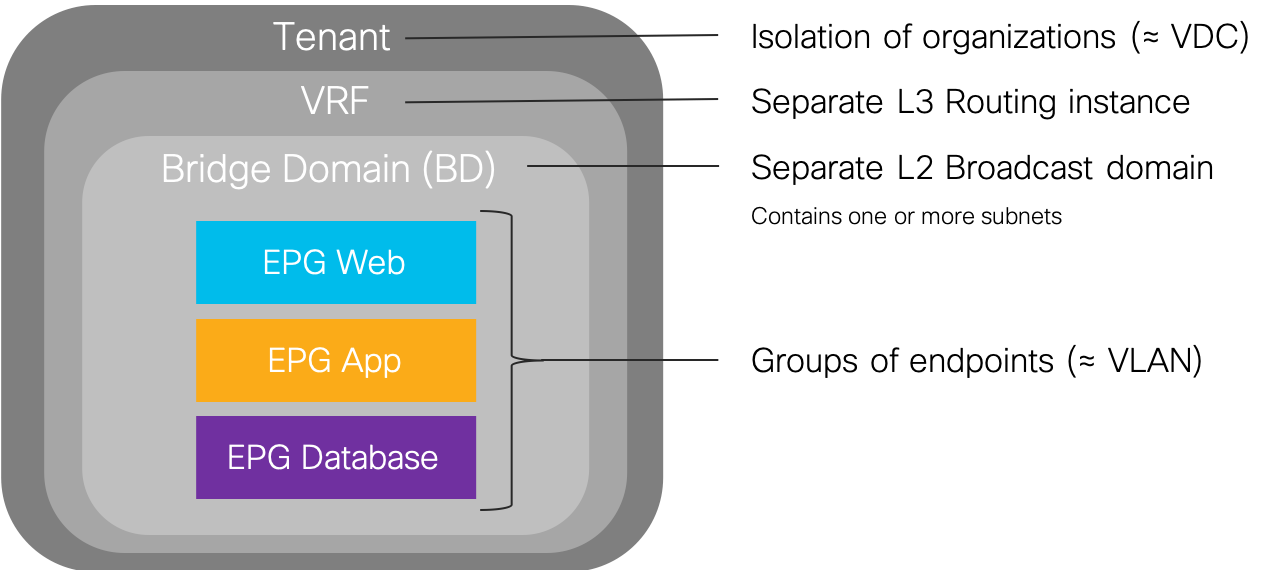 Tenant
Isolation of organizations (≈ VDC)
VRF
Separate L3 Routing instance
Bridge Domain (BD)
Separate L2 Broadcast domain
Contains one or more subnets
EPG Web
EPG App
Groups of endpoints (≈ VLAN)
EPG Database